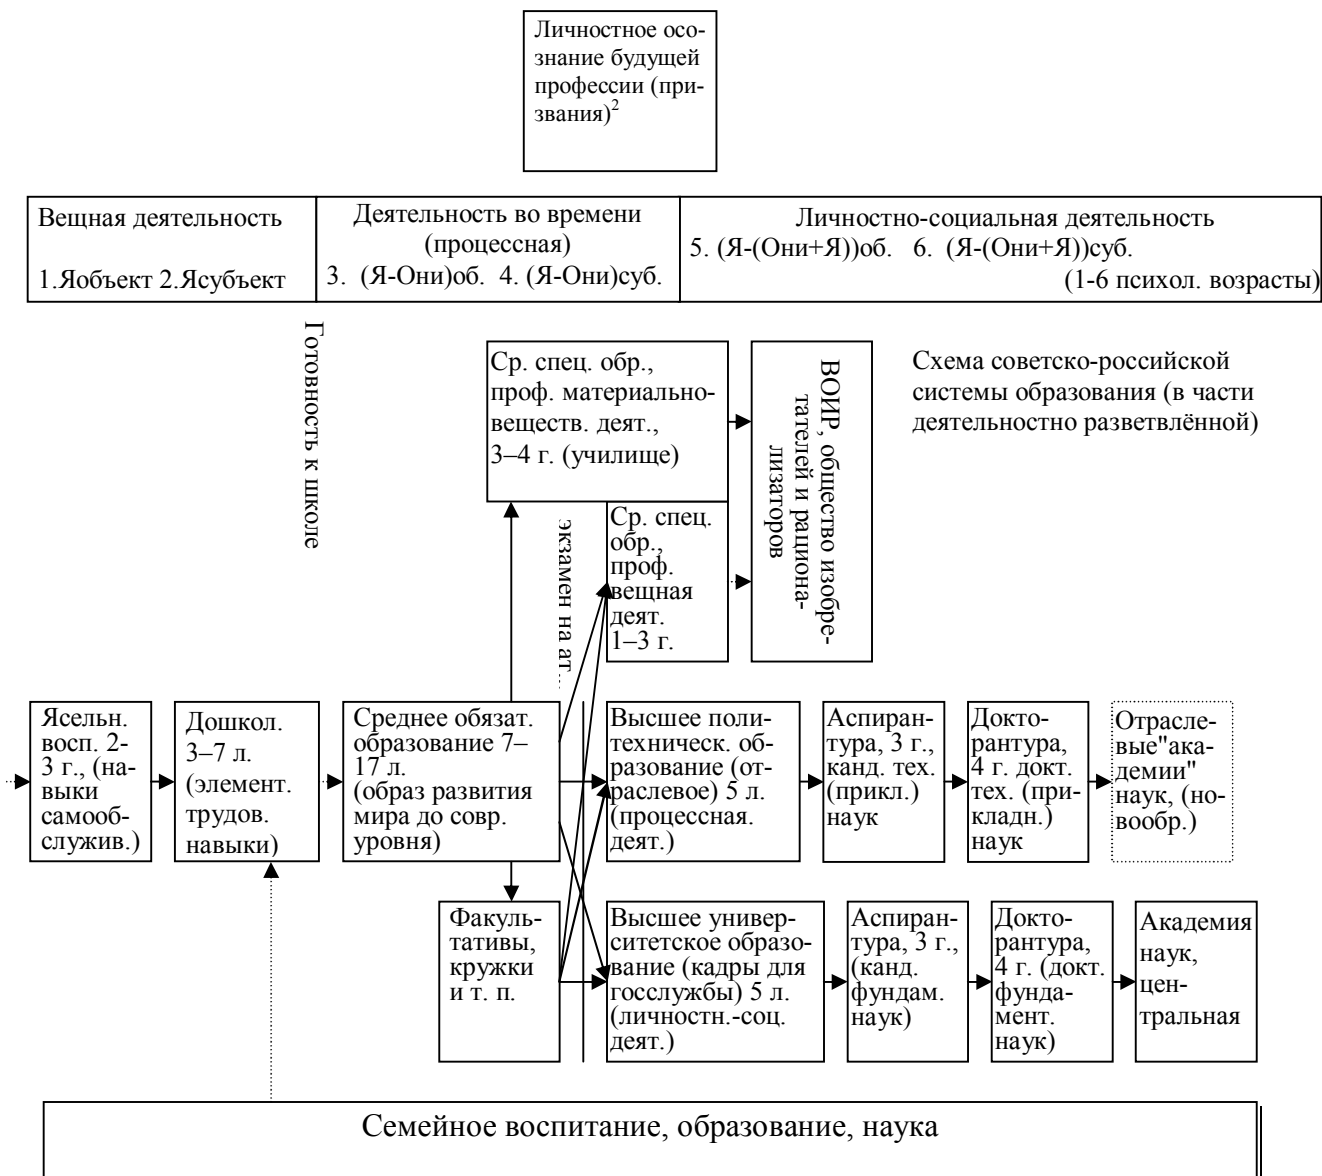 Личностное осо-
знание будущей
профессии (при-
звания)2
Вещная деятельность
1.Яобъект 2.Ясубъект
Деятельность во времени
(процессная)
3. (Я-Они)об. 4. (Я-Они)суб.
Личностно-социальная деятельность
5. (Я-(Они+Я))об. 6. (Я-(Они+Я))суб.
(1-6 психол. возрасты)
Готовность к школе
Ср. спец. обр.,
проф. материально-
веществ. деят.,
3–4 г. (училище)
ВОИР, общество изобре-
тателей и рациона-
лизаторов
Схема советско-российской
системы образования (в части
деятельностно разветвлённой)
экзамен на ат...
Ср. спец.
обр.,
проф.
вещная
деят.
1–3 г.
Ясельн.
восп. 2-
3 г., (на-
выки
самооб-
служив.)
Дошкол.
3–7 л.
(элемент.
трудов.
навыки)
Среднее обязат.
образование 7–
17 л.
(образ развития
мира до совр.
уровня)
Высшее поли-
техническ. об-
разование (от-
раслевое) 5 л.
(процессная.
деят.)
Аспиран-
тура, 3 г.,
канд. тех.
(прикл.)
наук
Докто-
рантура,
4 г. докт.
тех. (при-
кладн.)
наук
Отрасле-
вые"ака-
демии"
наук, (но-
вообр.)
Факуль-
тативы,
кружки
и т. п.
Высшее универ-
ситетское образо-
вание (кадры для
госслужбы) 5 л.
(личностн.-соц.
деят.)
Аспиран-
тура, 3 г.,
(канд.
фундам.
наук)
Докто-
рантура,
4 г. (докт.
фунда-
мент.
наук)
Академия
наук,
цен-
тральная
Семейное воспитание, образование, наука